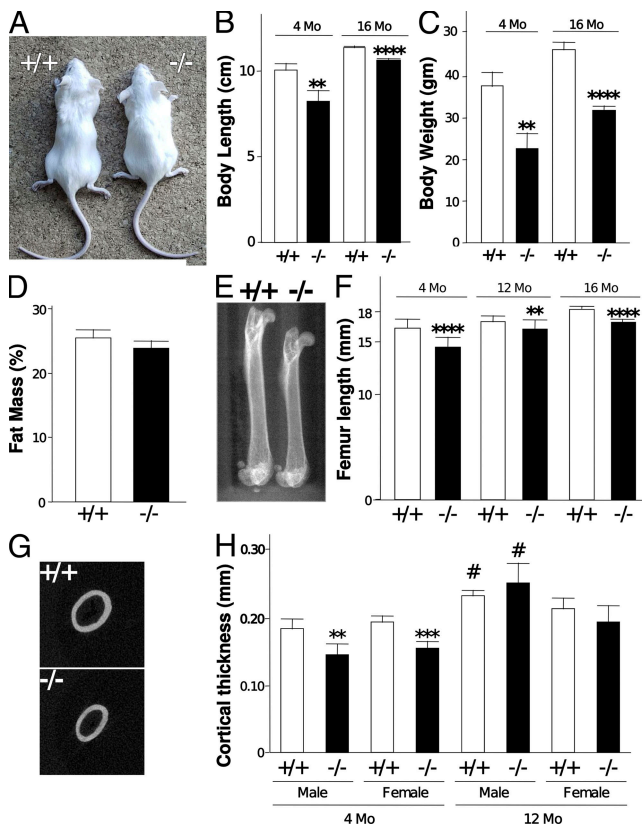 A
+/+ -/-
B
4 Mo 16 Mo
Body Length (cm)
10
5
0
** ****
+/+ -/- +/+ -/-
C
4 Mo 16 Mo
Body Weight (gm)
30
40
30
20
10
0
** ****
+/+ -/- +/+ -/-
D
Fat Mass (%)
30
20
10
0
+/+ -/-
E +/+ -/-
F
4 Mo 12 Mo 16 Mo
Femur length (mm)
18
15
10
0
**** ** ****
+/+ -/- +/+ -/- +/+ -/-
G
+/+
-/-
H
Cortical thickness (mm)
0.30
0.20
0.10
0
** *** # #
+/+ -/- +/+ -/- +/+ -/- +/+ -/-
Male Female Male Female
4 Mo 12 Mo